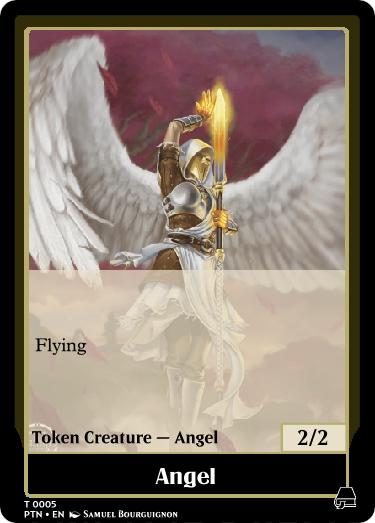 Flying
Token Creature — Angel
2/2
Angel
T 0005
PTN • EN Samuel Bourguignon